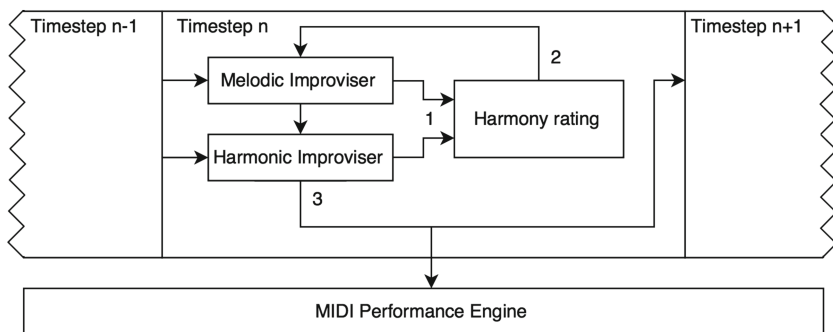 Timestep n-1
Timestep n
Timestep n+1
2
Melodic Improviser
1
Harmony rating
Harmonic Improviser
3
MIDI Performance Engine